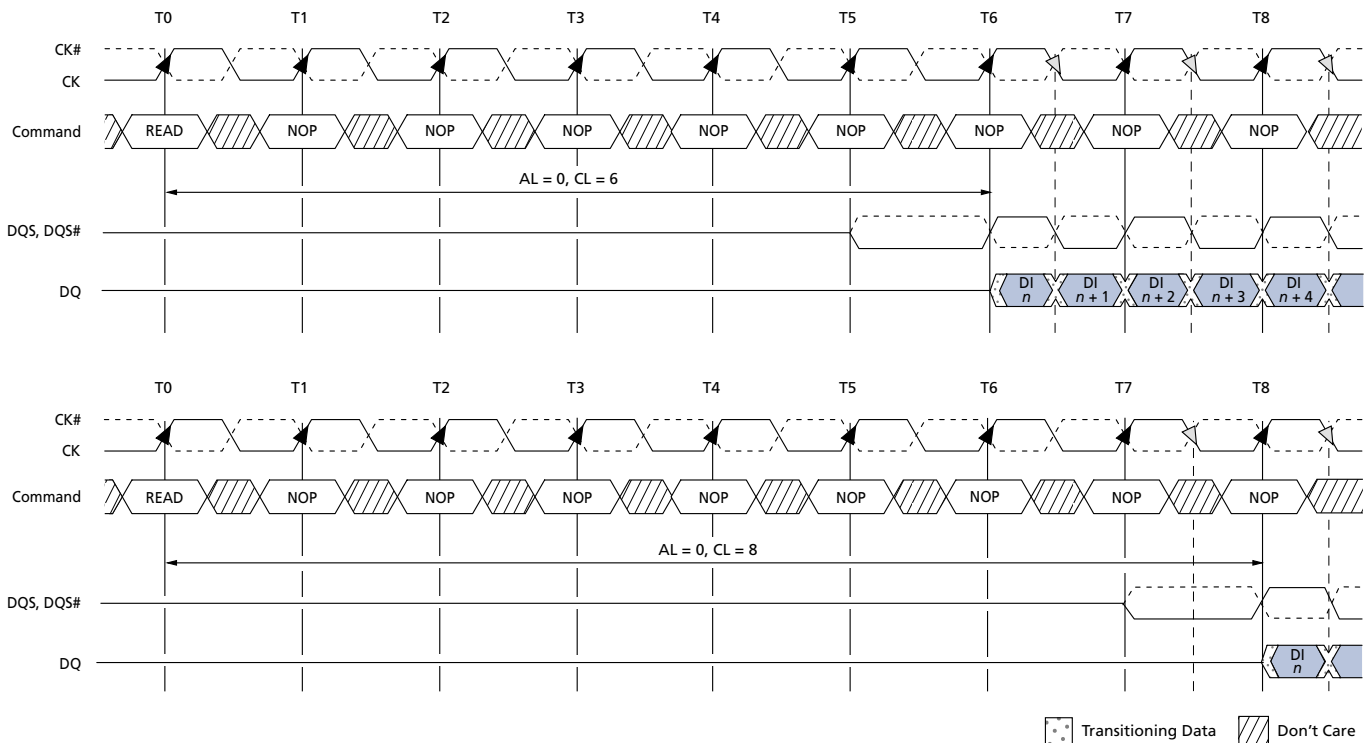 T0 T1 T2 T3 T4 T5 T6 T7 T8
CK#
CK
Command READ NOP NOP NOP NOP NOP NOP NOP NOP
AL = 0, CL = 6
DQS, DQS#
DQ DI n DI n + 1 DI n + 2 DI n + 3 DI n + 4
T0 T1 T2 T3 T4 T5 T6 T7 T8
CK#
CK
Command READ NOP NOP NOP NOP NOP NOP NOP NOP
AL = 0, CL = 8
DQS, DQS#
DQ DI n
Transitioning Data Don't Care